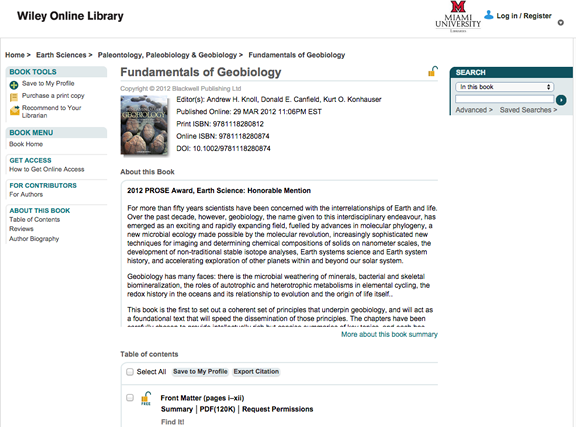 Wiley Online Library
MIAMI
UNIVERSITY
Log in / Register
Home > Earth Sciences > Paleontology, Paleobiology & Geobiology > Fundamentals of Geobiology
BOOK TOOLS
Save to My Profile
Purchase a print copy
Recommend to Your
Librarian
BOOK MENU
Book Home
GET ACCESS
How to Get Online Access
FOR CONTRIBUTORS
For Authors
ABOUT THIS BOOK
Table of Contents
Reviews
Author Biography
Fundamentals of Geobiology
Copyright © 2012 Blackwell Publishing Ltd
GEOBIOLOGY
Editor(s): Andrew H. Knoll, Donald E. Canfield, Kurt O. Konhauser
Published Online: 29 MAR 2012 11:06PM EST
Print ISBN: 9781118280812
Online ISBN: 9781118280874
DOI: 10.1002/9781118280874
About this Book
2012 PROSE Award, Earth Science: Honorable Mention
For more than fifty years scientists have been concerned with the interrelationships of Earth and life.
Over the past decade, however, geobiology, the name given to this interdisciplinary endeavour, has
emerged as an exciting and rapidly expanding field, fuelled by advances in molecular phylogeny, a
new microbial ecology made possible by the molecular revolution, increasingly sophisticated new
techniques for imaging and determining chemical compositions of solids on nanometer scales, the
development of non-traditional stable isotope analyses, Earth systems science and Earth system
history, and accelerating exploration of other planets within and beyond our solar system.
Geobiology has many faces: there is the microbial weathering of minerals, bacterial and skeletal
biomineralization, the roles of autotrophic and heterotrophic metabolisms in elemental cycling, the
redox history in the oceans and its relationship to evolution and the origin of life itself..
This book is the first to set out a coherent set of principles that underpin geobiology, and will act as
a foundational text that will speed the dissemination of those principles. The chapters have been
More about this book summary
Table of contents
Select All
Save to My Profile
Export Citation
FREE
Front Matter (pages i–xii)
Summary | PDF(120K) | Request Permissions
Find It!
SEARCH
In this book
Advanced > Saved Searches >